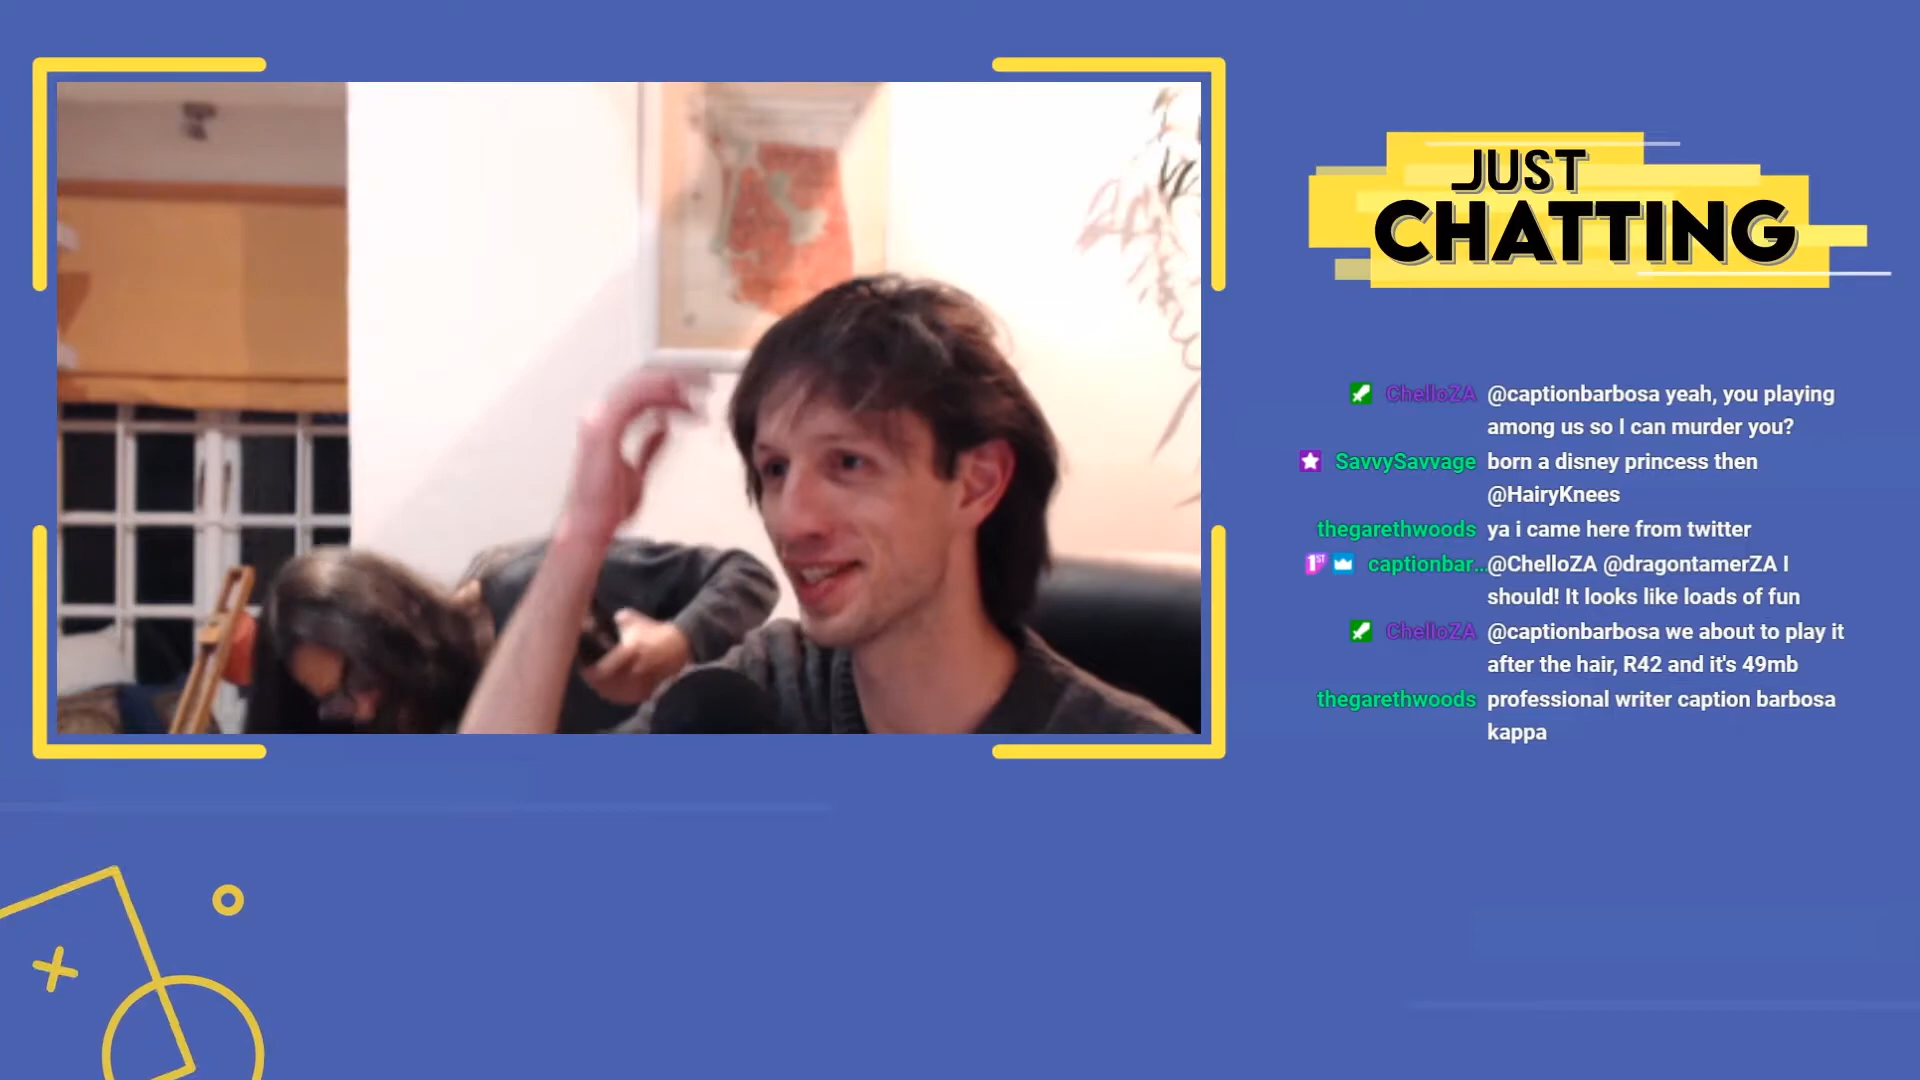 JUST
CHATTING
ChelloZA @captionbarbosa yeah, you playing
among us so I can murder you?
SavvySavvage born a disney princess then
@HairyKnees
thegarethwoods ya i came here from twitter
1ST captionbar... @ChelloZA @dragontamerZA I
should! It looks like loads of fun
ChelloZA @captionbarbosa we about to play it
after the hair, R42 and it's 49mb
thegarethwoods professional writer caption barbosa
kappa